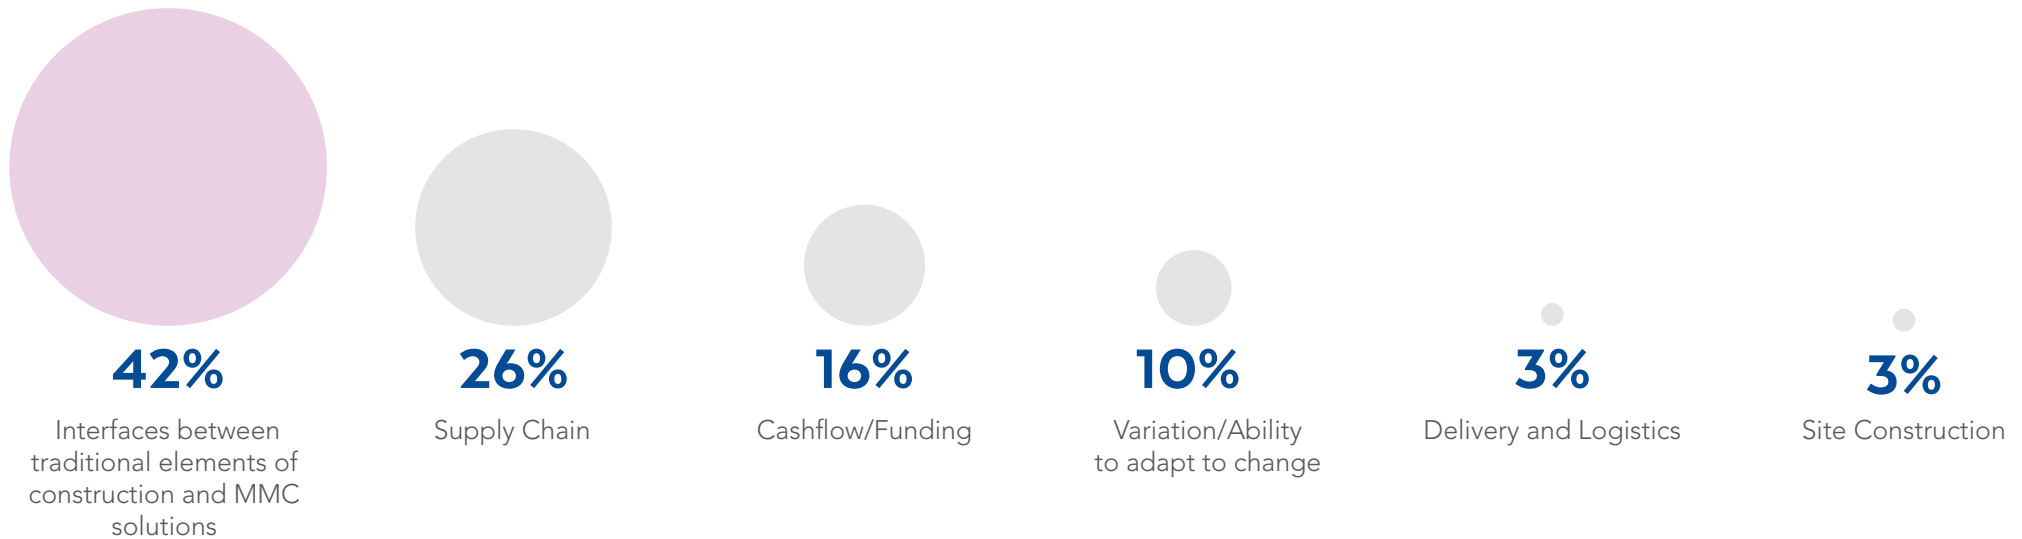 42%
Interfaces between
traditional elements of
construction and MMC
solutions
26%
Supply Chain
16%
Cashflow/Funding
10%
Variation/Ability
to adapt to change
3%
Delivery and Logistics
3%
Site Construction